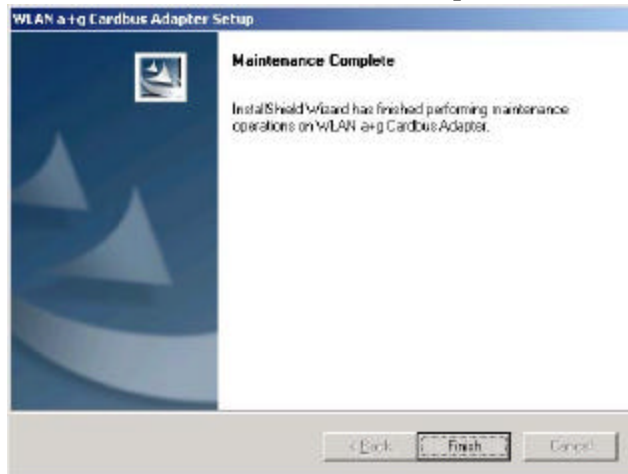 WLAN a+g Cardbus Adapter Setup
Maintenance Complete
InstallShield Wizard has finished performing maintenance
operations on WLAN a+g Cardbus Adapter.
< Back
Finish
Cancel